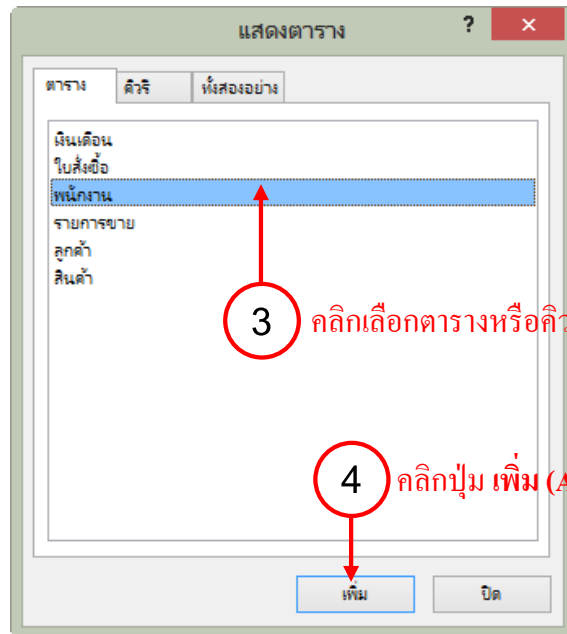 แสดงตาราง ?
ตาราง คิวรี ทั้งสองอย่าง
เงินเดือน
ใบสั่งซื้อ
พนักงาน
รายการขาย
ลูกค้า
สินค้า
3 คลิกเลือกตารางหรือคิว
4 คลิกปุ่ม เพิ่ม (A
เพิ่ม ปิด